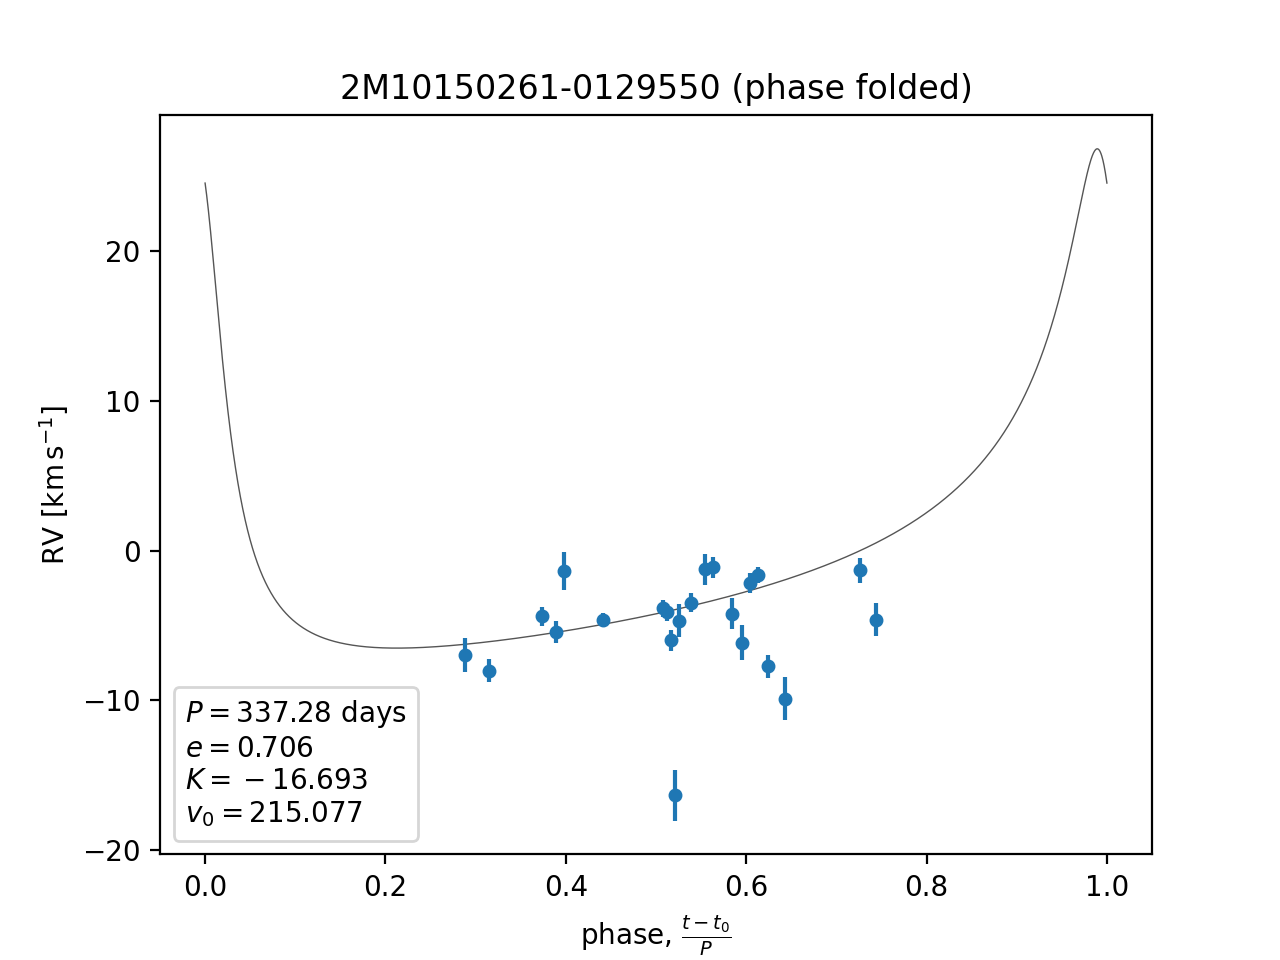 2M10150261-0129550 (phase folded)
RV [km s⁻¹]
20
10
0
−10
−20
P = 337.28 days
e = 0.706
K = −16.693
v₀ = 215.077
0.0 0.2 0.4 0.6 0.8 1.0
phase, (t − t₀)/P